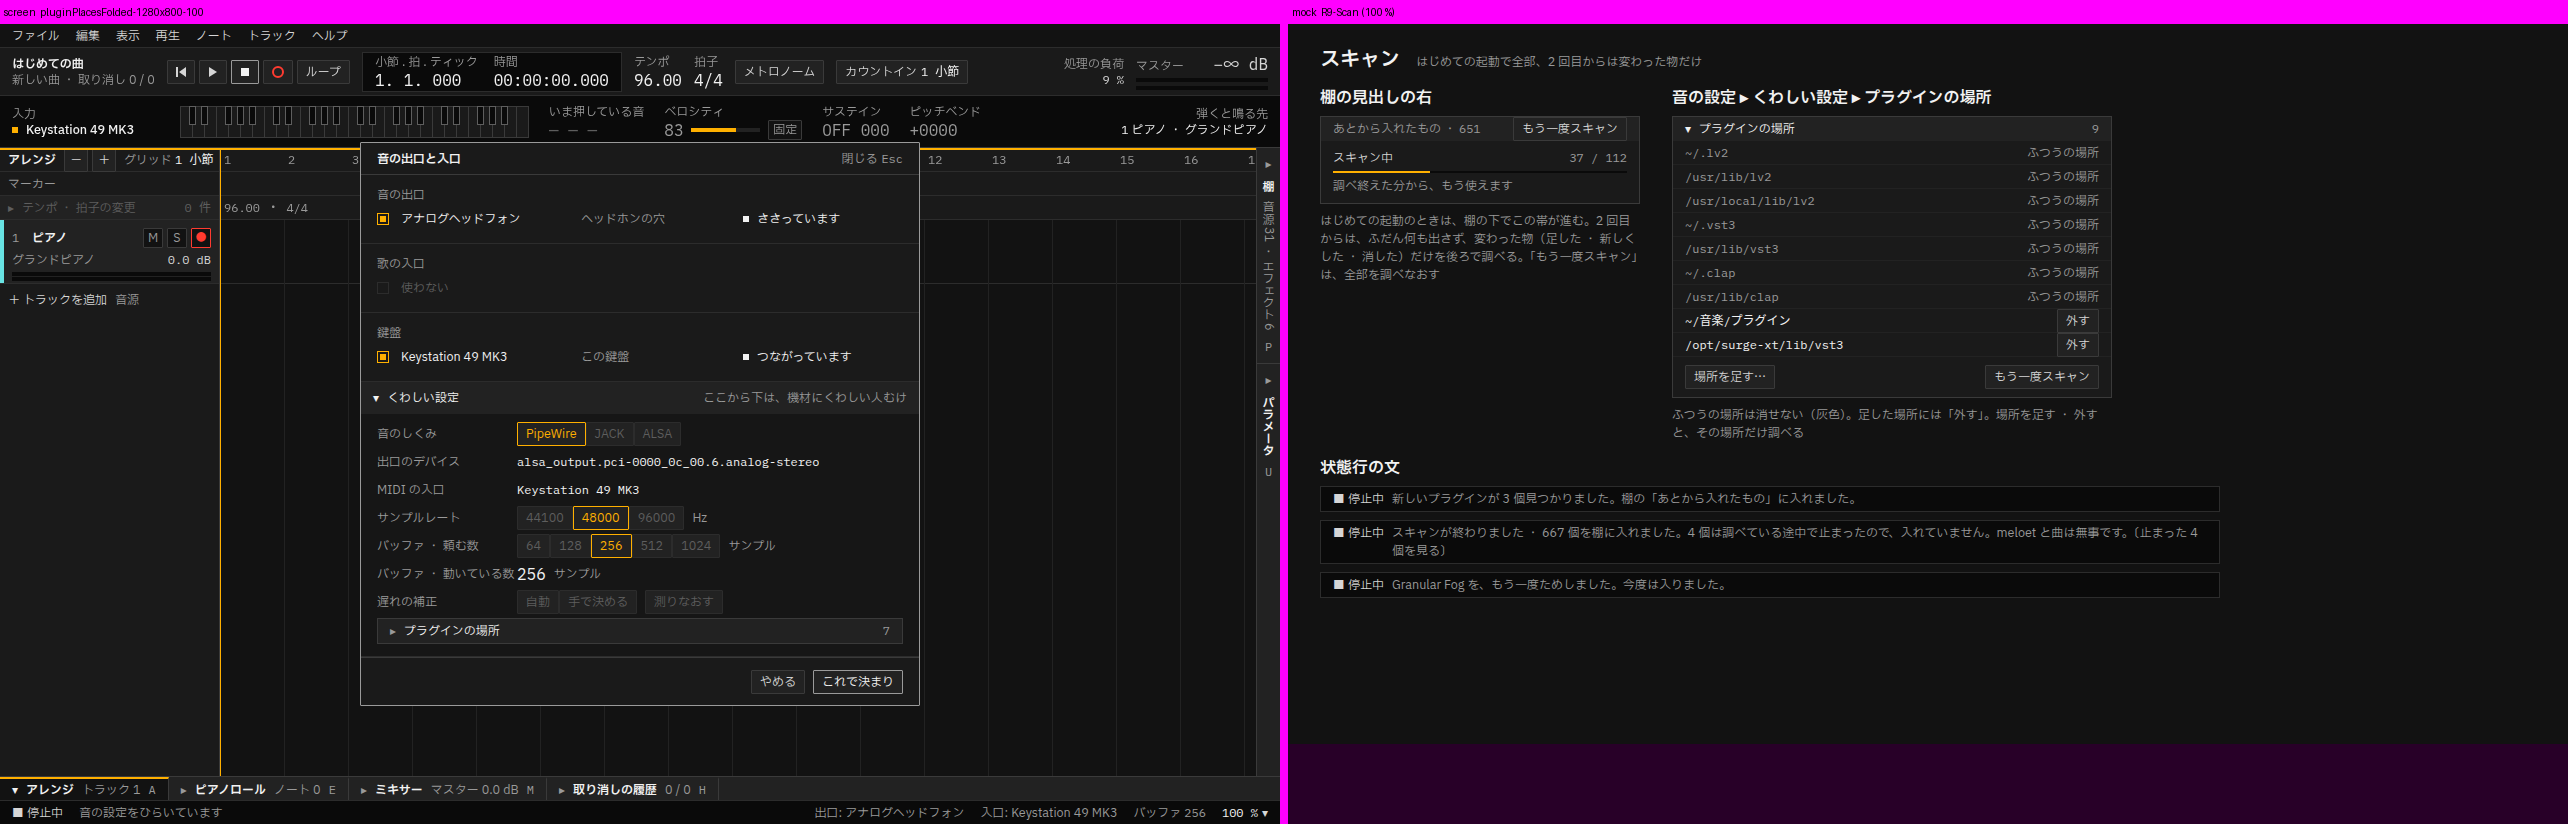 screen pluginPlacesFolded-1280x800-100
ファイル 編集 表示 再生 ノート トラック ヘルプ
はじめての曲
新しい曲 ・ 取り消し 0 / 0
ループ
小節 . 拍 . ティック 時間
1. 1. 000 00:00:00.000
テンポ 拍子
96.00 4/4
メトロノーム
カウントイン 1 小節
処理の負荷
9 %
マスター −∞ dB
入力
Keystation 49 MK3
いま押している音
— — —
ベロシティ
83 固定
サステイン
OFF 000
ピッチベンド
+0000
弾くと鳴る先
1 ピアノ ・ グランドピアノ
アレンジ − ＋ グリッド 1 小節
1 2 3 12 13 14 15 16 1
マーカー
▸ テンポ ・ 拍子の変更 0 件
96.00 ・ 4/4
1 ピアノ M S
グランドピアノ 0.0 dB
＋ トラックを追加 音源
音の出口と入口 閉じる Esc
音の出口
アナログヘッドフォン ヘッドホンの穴 ささっています
歌の入口
使わない
鍵盤
Keystation 49 MK3 この鍵盤 つながっています
▾ くわしい設定 ここから下は、機材にくわしい人むけ
音のしくみ PipeWire JACK ALSA
出口のデバイス alsa_output.pci-0000_0c_00.6.analog-stereo
MIDI の入口 Keystation 49 MK3
サンプルレート 44100 48000 96000 Hz
バッファ ・ 頼む数 64 128 256 512 1024 サンプル
バッファ ・ 動いている数 256 サンプル
遅れの補正 自動 手で決める 測りなおす
▸ プラグインの場所 7
やめる これで決まり
▸ 棚 音源31 ・ エフェクト6 P
▸ パラメータ U
▾ アレンジ トラック 1 A ▸ ピアノロール ノート 0 E ▸ ミキサー マスター 0.0 dB M ▸ 取り消しの履歴 0 / 0 H
■ 停止中 音の設定をひらいています
出口: アナログヘッドフォン 入口: Keystation 49 MK3 バッファ 256 100 % ▾
mock R9-Scan (100 %)
スキャン はじめての起動で全部、2 回目からは変わった物だけ
棚の見出しの右
あとから入れたもの ・ 651 もう一度スキャン
スキャン中 37 / 112
調べ終えた分から、もう使えます
はじめての起動のときは、棚の下でこの帯が進む。2 回目
からは、ふだん何も出さず、変わった物（足した ・ 新しく
した ・ 消した）だけを後ろで調べる。「もう一度スキャン」
は、全部を調べなおす
音の設定 ▸ くわしい設定 ▸ プラグインの場所
▾ プラグインの場所 9
~/.lv2 ふつうの場所
/usr/lib/lv2 ふつうの場所
/usr/local/lib/lv2 ふつうの場所
~/.vst3 ふつうの場所
/usr/lib/vst3 ふつうの場所
~/.clap ふつうの場所
/usr/lib/clap ふつうの場所
~/音楽/プラグイン 外す
/opt/surge-xt/lib/vst3 外す
場所を足す… もう一度スキャン
ふつうの場所は消せない（灰色）。足した場所には「外す」。場所を足す ・ 外す
と、その場所だけ調べる
状態行の文
■ 停止中 新しいプラグインが 3 個見つかりました。棚の「あとから入れたもの」に入れました。
■ 停止中 スキャンが終わりました ・ 667 個を棚に入れました。4 個は調べている途中で止まったので、入れていません。meloet と曲は無事です。〔止まった 4
個を見る〕
■ 停止中 Granular Fog を、もう一度ためしました。今度は入りました。